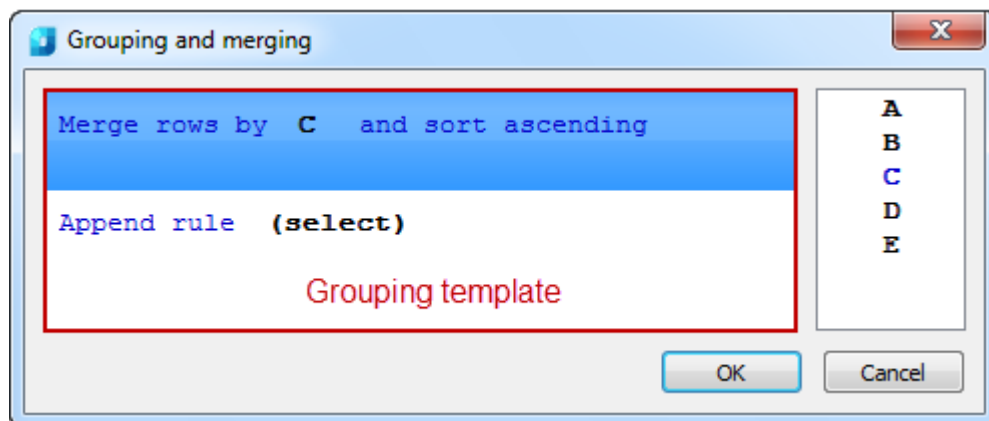 Grouping and merging
Merge rows by C and sort ascending
Append rule (select)
Grouping template
A
B
C
D
E
OK
Cancel